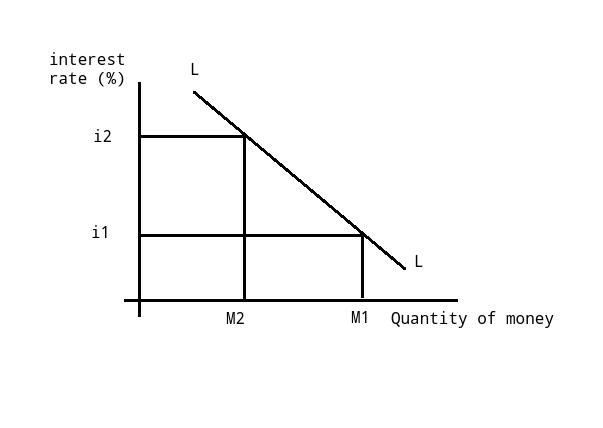 interest
rate (%)
L
i2
i1
L
M2
M1
Quantity of money